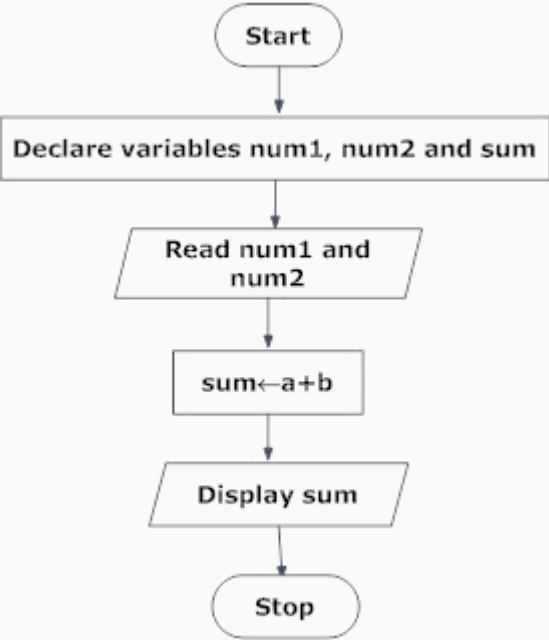 Start
Declare variables num1, num2 and sum
Read num1 and
num2
sum←a+b
Display sum
Stop